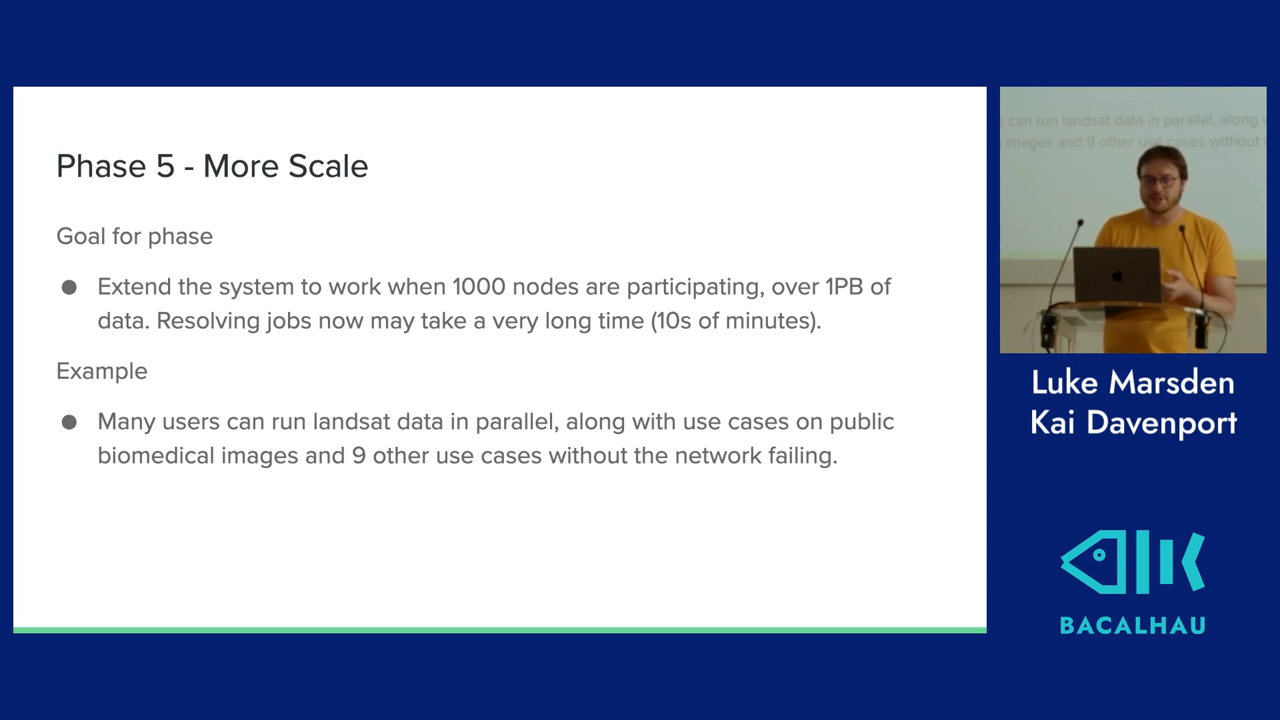 Phase 5 - More Scale
Goal for phase
● Extend the system to work when 1000 nodes are participating, over 1PB of
data. Resolving jobs now may take a very long time (10s of minutes).
Example
● Many users can run landsat data in parallel, along with use cases on public
biomedical images and 9 other use cases without the network failing.
can run landsat data in parallel, along
images and 9 other use cases without
Luke Marsden
Kai Davenport
BACALHAU